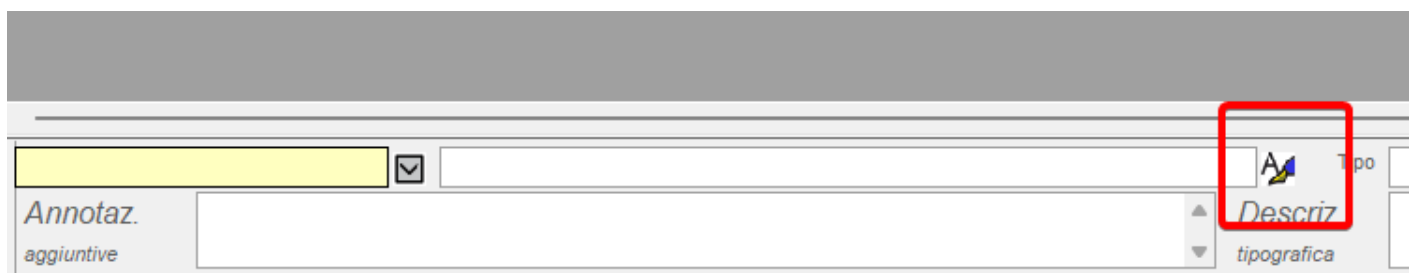 Tipo
Annotaz.
Descriz
aggiuntive
tipografica